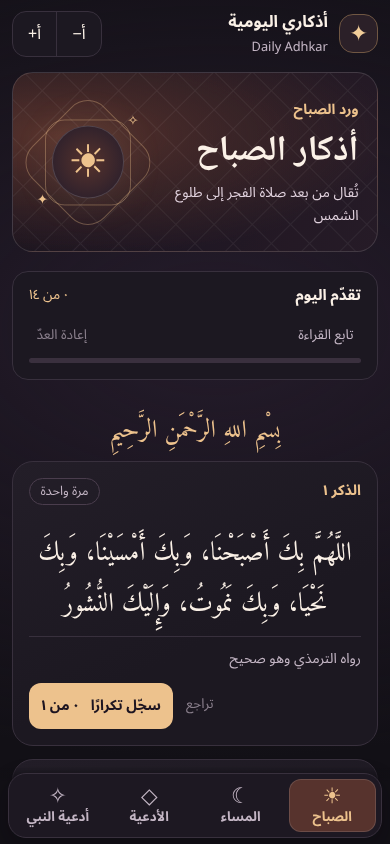 أذكاري اليومية
Daily Adhkar
أ−
أ+
ورد الصباح
أذكار الصباح
تُقال من بعد صلاة الفجر إلى طلوع
الشمس
تقدّم اليوم
٠ من ١٤
تابع القراءة
إعادة العدّ
بِسْمِ اللهِ الرَّحْمَنِ الرَّحِيمِ
الذكر ١
مرة واحدة
اللَّهُمَّ بِكَ أَصْبَحْنَا، وَبِكَ أَمْسَيْنَا، وَبِكَ
نَحْيَا، وَبِكَ نَمُوتُ، وَإِلَيْكَ النُّشُورُ
رواه الترمذي وهو صحيح
تراجع
سجّل تكرارًا ٠ من ١
الصباح
المساء
الأدعية
أدعية النبي